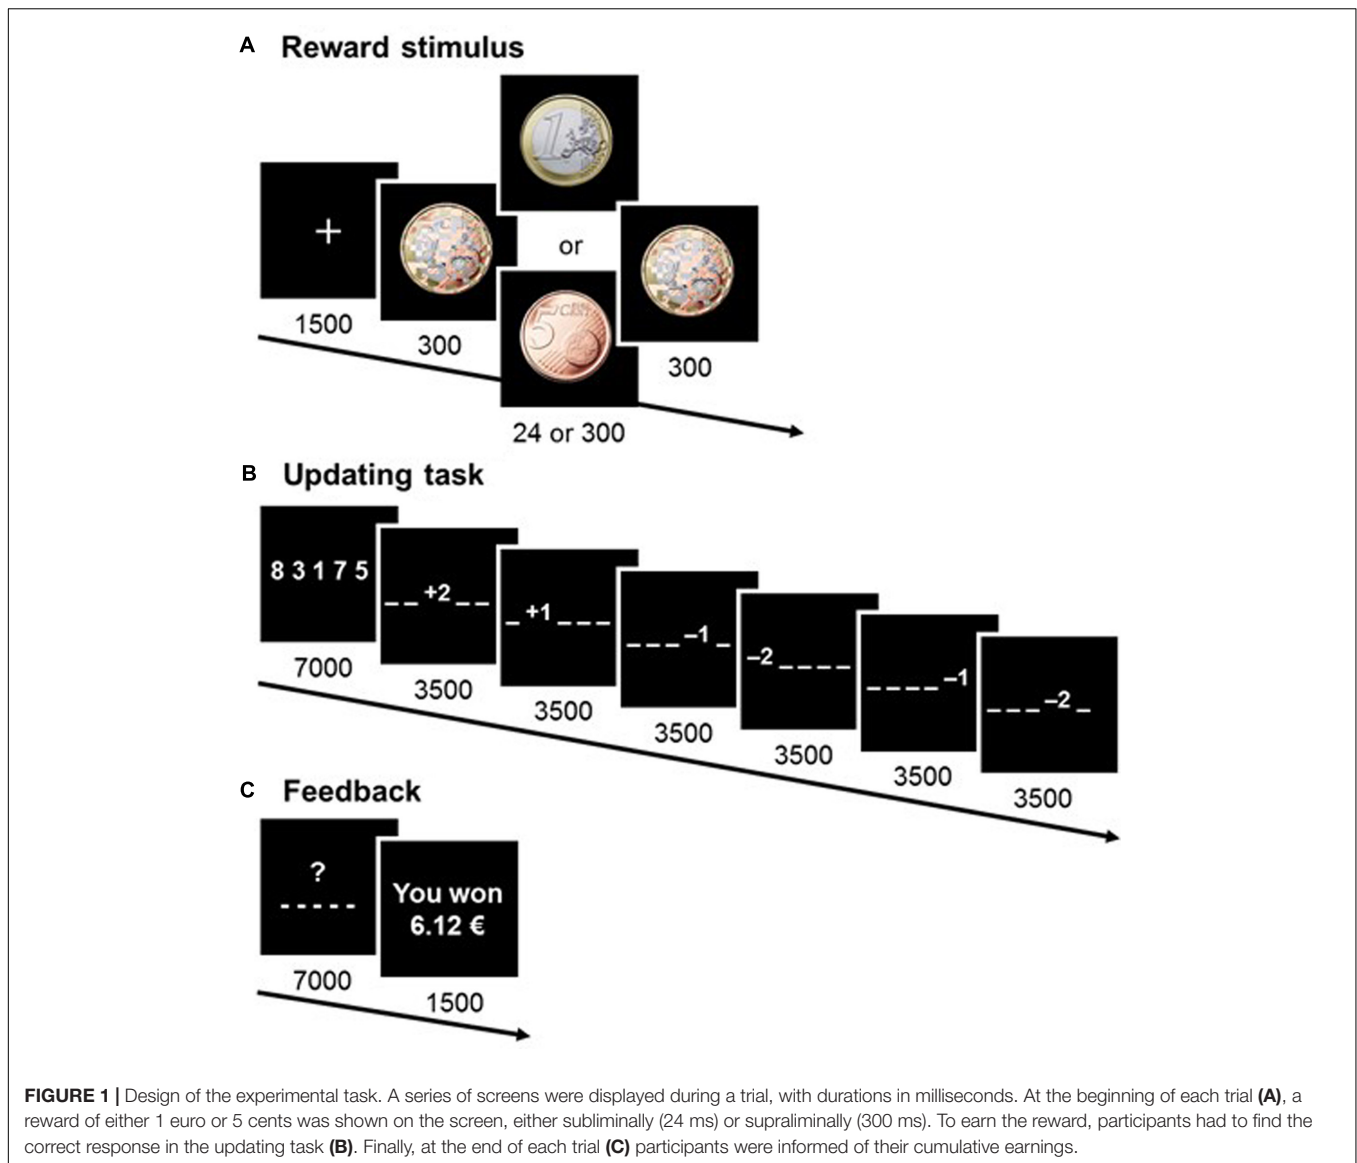 A Reward stimulus
1
+
or
5 CENT
1500
300
300
24 or 300
B Updating task
8 3 1 7 5
_ _ +2 _ _
_ +1 _ _ _
_ _ _ –1 _
–2 _ _ _ _
_ _ _ _ –1
_ _ _ –2 _
7000
3500
3500
3500
3500
3500
3500
C Feedback
?
- - - - -
You won
6.12 €
7000
1500
FIGURE 1 | Design of the experimental task. A series of screens were displayed during a trial, with durations in milliseconds. At the beginning of each trial (A), a
reward of either 1 euro or 5 cents was shown on the screen, either subliminally (24 ms) or supraliminally (300 ms). To earn the reward, participants had to find the
correct response in the updating task (B). Finally, at the end of each trial (C) participants were informed of their cumulative earnings.